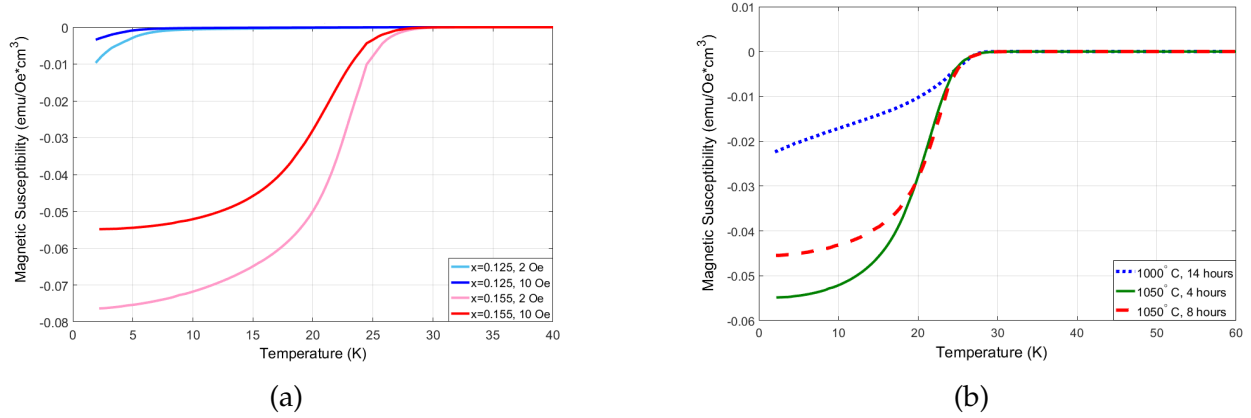 0
-0.01
-0.02
-0.03
-0.04
-0.05
-0.06
-0.07
-0.08
Magnetic Susceptibility (emu/Oe*cm³)
0 5 10 15 20 25 30 35 40
Temperature (K)
x=0.125, 2 Oe
x=0.125, 10 Oe
x=0.155, 2 Oe
x=0.155, 10 Oe
(a)
0.01
0
-0.01
-0.02
-0.03
-0.04
-0.05
-0.06
Magnetic Susceptibility (emu/Oe*cm³)
0 10 20 30 40 50 60
Temperature (K)
1000° C, 14 hours
1050° C, 4 hours
1050° C, 8 hours
(b)